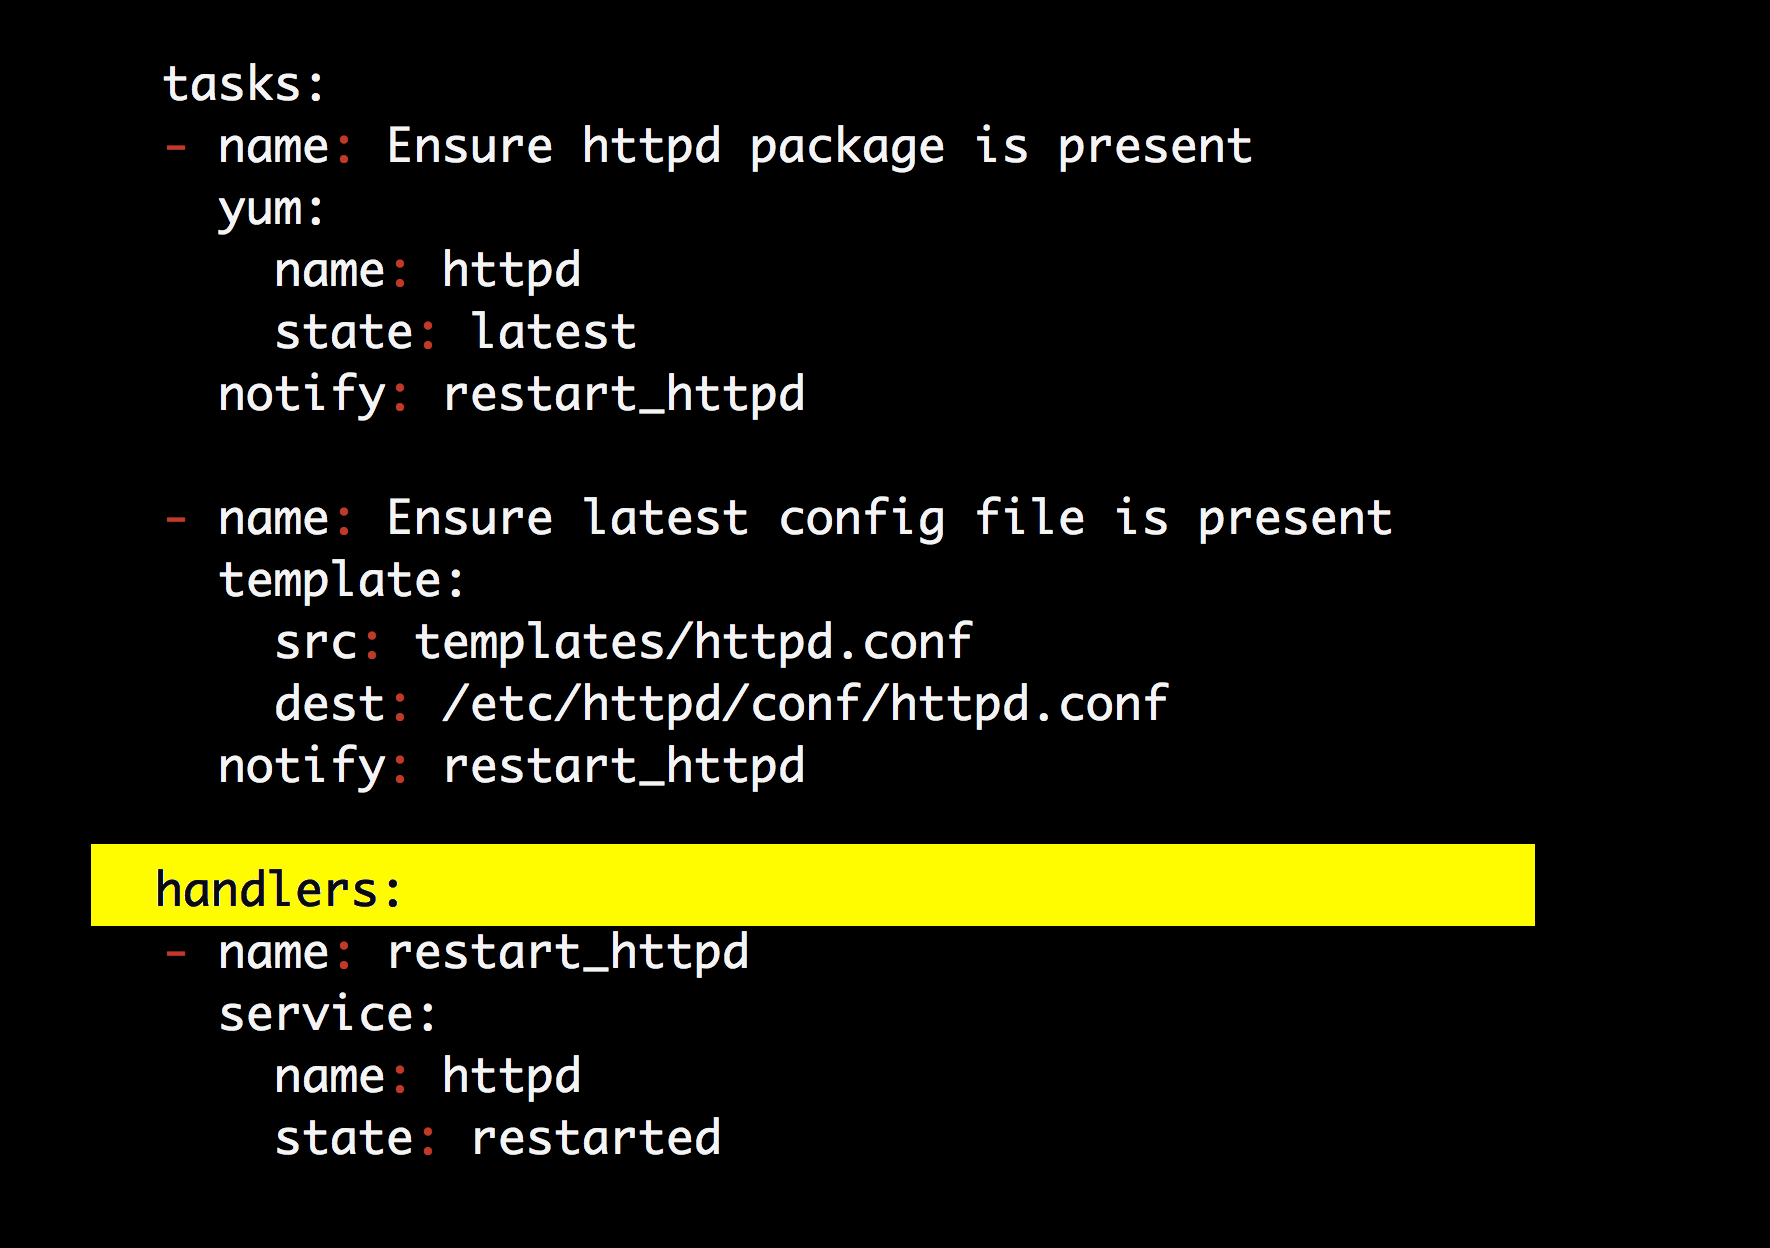 tasks:
- name: Ensure httpd package is present
  yum:
    name: httpd
    state: latest
  notify: restart_httpd

- name: Ensure latest config file is present
  template:
    src: templates/httpd.conf
    dest: /etc/httpd/conf/httpd.conf
  notify: restart_httpd

handlers:
- name: restart_httpd
  service:
    name: httpd
    state: restarted